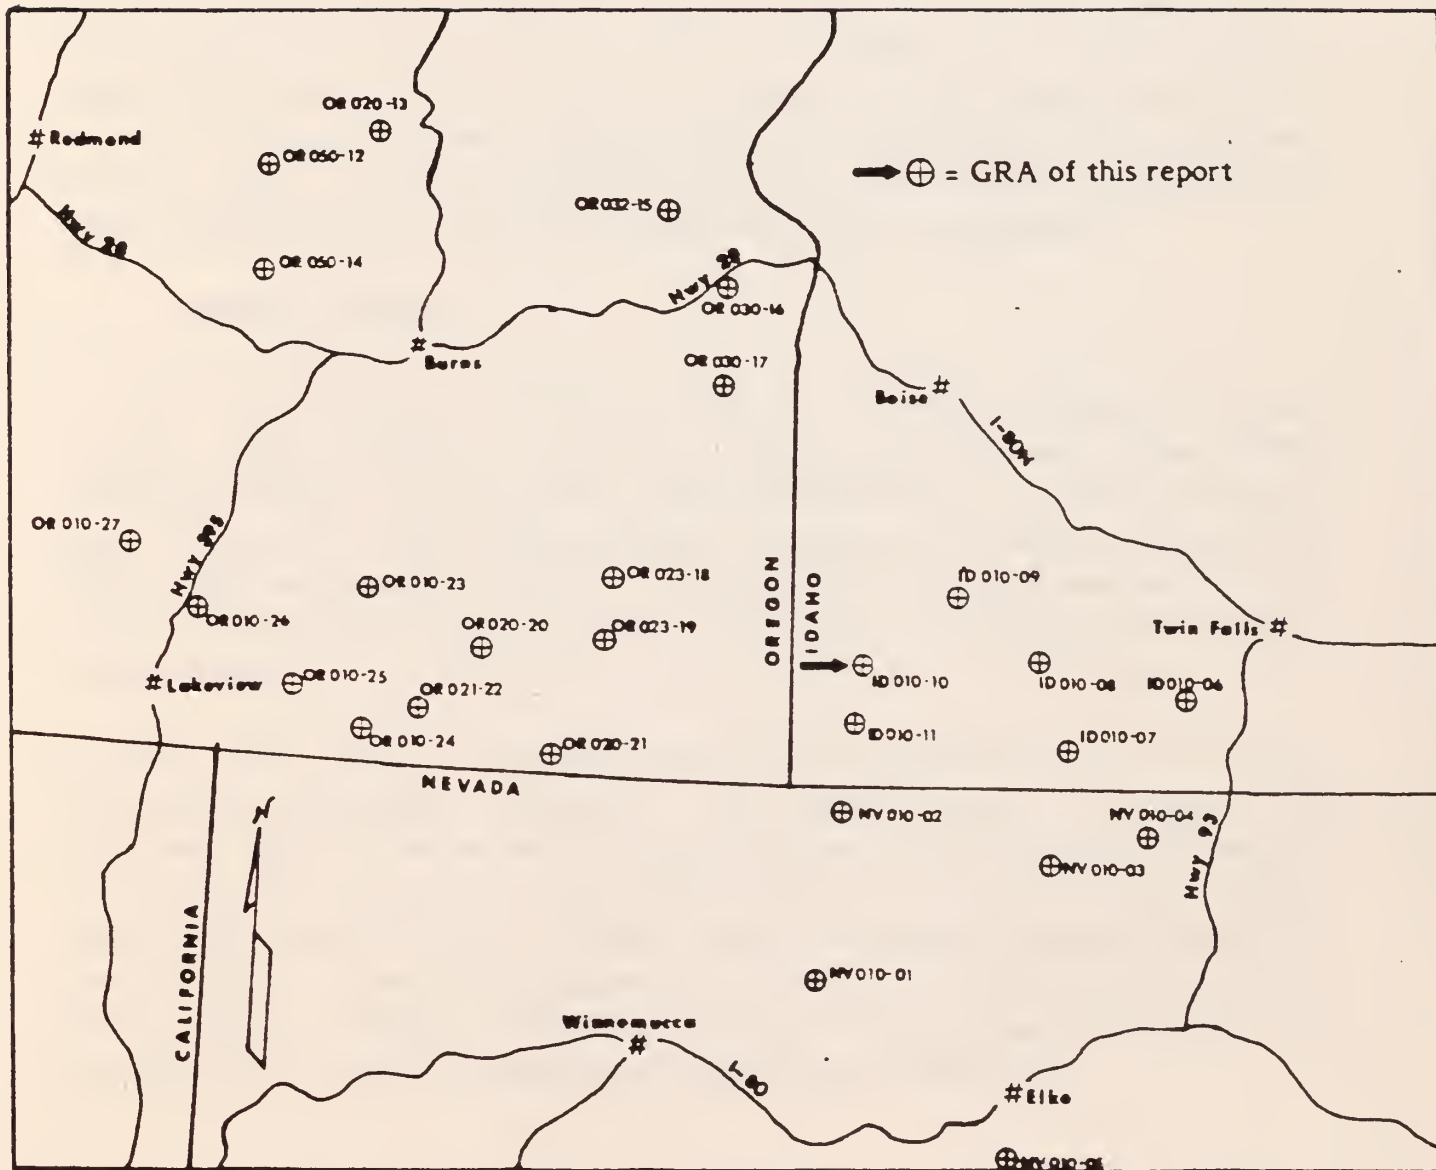 OR 020-13
Redmond
OR 050-12
= GRA of this report
OR 032-15
Hwy 20
OR 050-14
Hwy
OR 030-16
Burns
OR 030-17
Boise
I-80N
OR 010-27
Hwy 395
OR 010-23
OR 023-18
ID 010-09
OR 010-26
OR 020-20
OR 023-19
OREGON
IDAHO
Twin Falls
Lakeview
OR 010-25
OR 021-22
ID 010-10
ID 010-08
ID 010-06
OR 010-24
OR 020-21
ID 010-11
ID 010-07
NEVADA
N
NV 010-02
NV 010-04
NV 010-03
Hwy 93
CALIFORNIA
NV 010-01
Winnemucca
I-80
Elko
NV 010-05